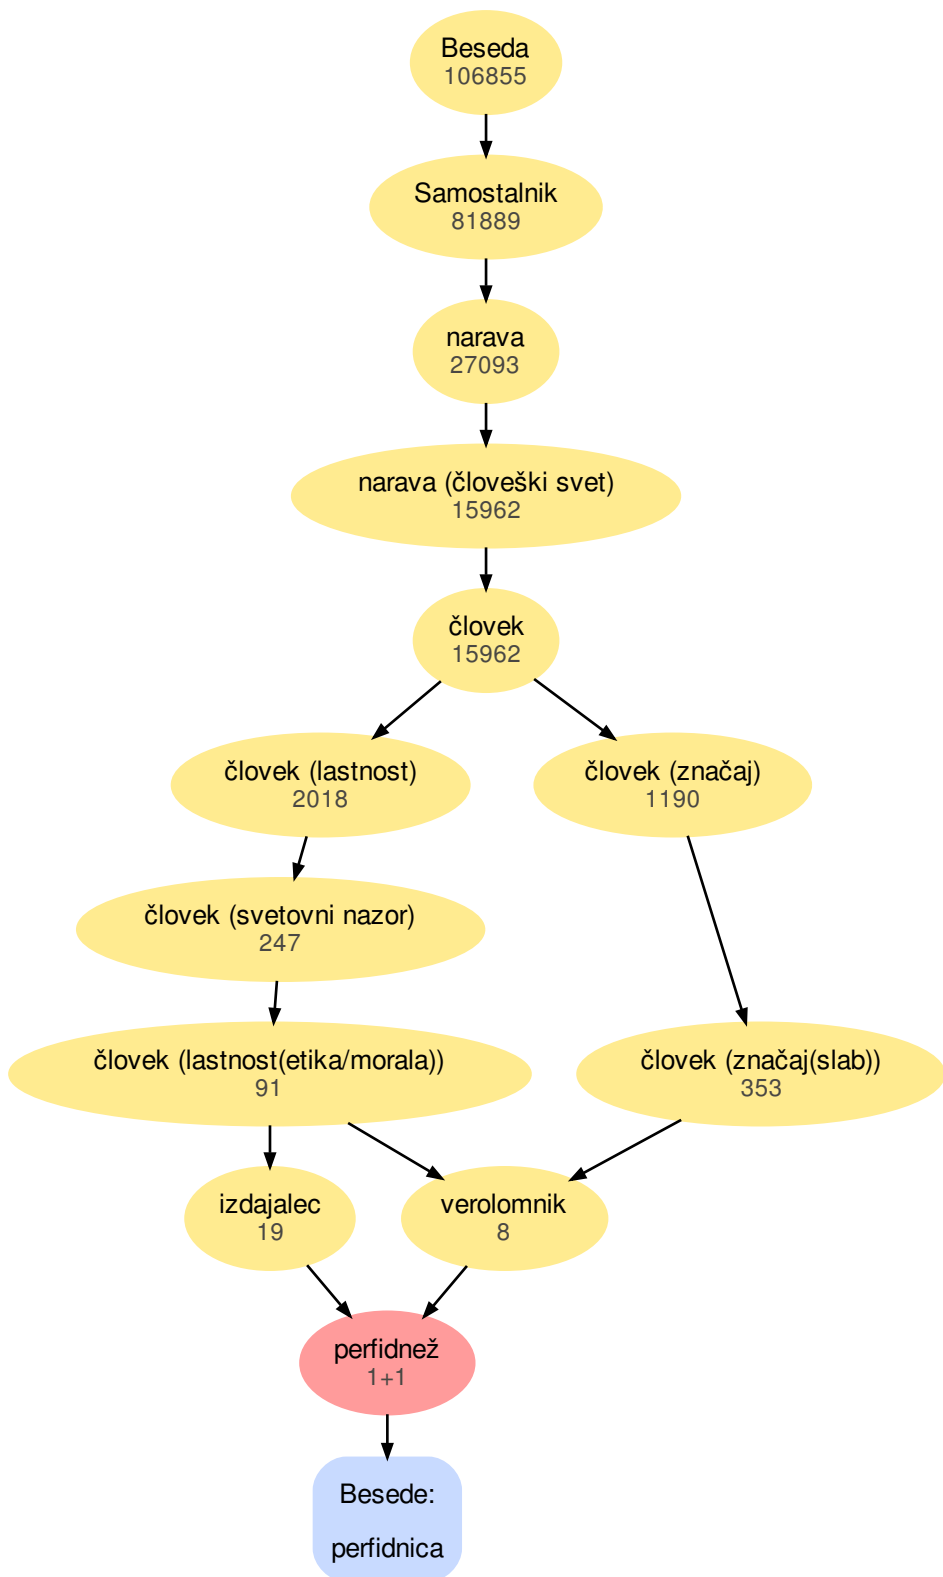 Beseda
106855
Samostalnik
81889
narava
27093
narava (človeški svet)
15962
človek
15962
človek (lastnost)
2018
človek (značaj)
1190
človek (svetovni nazor)
247
človek (lastnost(etika/morala))
91
človek (značaj(slab))
353
izdajalec
19
verolomnik
8
perfidnež
1+1
Besede:
perfidnica